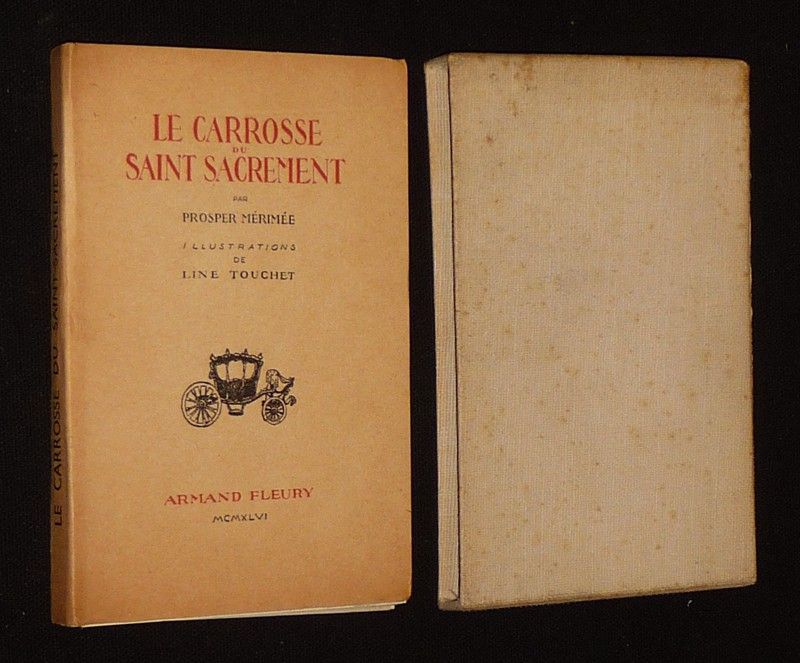 LE CARROSSE
DU
SAINT SACREMENT
PAR
PROSPER MÉRIMÉE
ILLUSTRATIONS
DE
LINE TOUCHET
ARMAND FLEURY
MCMXLVI
LE CARROSSE DU SAINT-SACREMENT